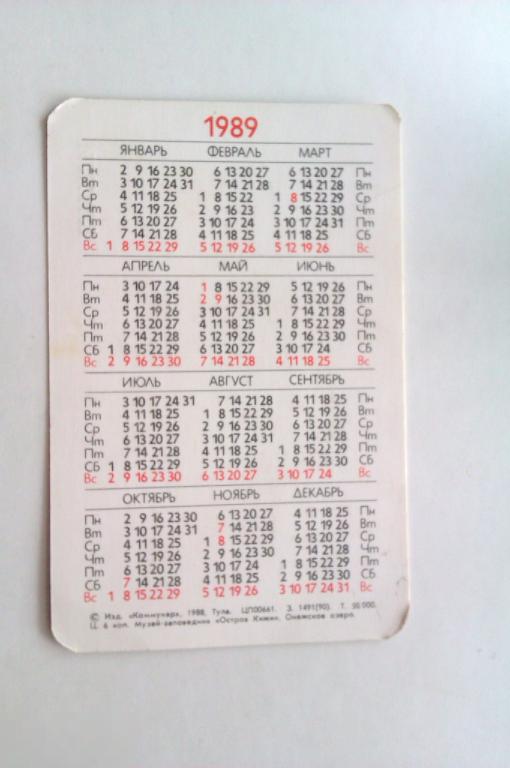 1989
ЯНВАРЬ ФЕВРАЛЬ МАРТ
Пн 2 9 16 23 30 6 13 20 27 6 13 20 27 Пн
Вт 3 10 17 24 31 7 14 21 28 7 14 21 28 Вт
Ср 4 11 18 25 1 8 15 22 1 8 15 22 29 Ср
Чт 5 12 19 26 2 9 16 23 2 9 16 23 30 Чт
Пт 6 13 20 27 3 10 17 24 3 10 17 24 31 Пт
Сб 7 14 21 28 4 11 18 25 4 11 18 25 Сб
Вс 1 8 15 22 29 5 12 19 26 5 12 19 26 Вс
АПРЕЛЬ МАЙ ИЮНЬ
Пн 3 10 17 24 1 8 15 22 29 5 12 19 26 Пн
Вт 4 11 18 25 2 9 16 23 30 6 13 20 27 Вт
Ср 5 12 19 26 3 10 17 24 31 7 14 21 28 Ср
Чт 6 13 20 27 4 11 18 25 1 8 15 22 29 Чт
Пт 7 14 21 28 5 12 19 26 2 9 16 23 30 Пт
Сб 1 8 15 22 29 6 13 20 27 3 10 17 24 Сб
Вс 2 9 16 23 30 7 14 21 28 4 11 18 25 Вс
ИЮЛЬ АВГУСТ СЕНТЯБРЬ
Пн 3 10 17 24 31 7 14 21 28 4 11 18 25 Пн
Вт 4 11 18 25 1 8 15 22 29 5 12 19 26 Вт
Ср 5 12 19 26 2 9 16 23 30 6 13 20 27 Ср
Чт 6 13 20 27 3 10 17 24 31 7 14 21 28 Чт
Пт 7 14 21 28 4 11 18 25 1 8 15 22 29 Пт
Сб 1 8 15 22 29 5 12 19 26 2 9 16 23 30 Сб
Вс 2 9 16 23 30 6 13 20 27 3 10 17 24 Вс
ОКТЯБРЬ НОЯБРЬ ДЕКАБРЬ
Пн 2 9 16 23 30 6 13 20 27 4 11 18 25 Пн
Вт 3 10 17 24 31 7 14 21 28 5 12 19 26 Вт
Ср 4 11 18 25 1 8 15 22 29 6 13 20 27 Ср
Чт 5 12 19 26 2 9 16 23 30 7 14 21 28 Чт
Пт 6 13 20 27 3 10 17 24 1 8 15 22 29 Пт
Сб 7 14 21 28 4 11 18 25 2 9 16 23 30 Сб
Вс 1 8 15 22 29 5 12 19 26 3 10 17 24 31 Вс
© Изд. «Коммунар», 1988, Тула. ЦП00661. З. 1491(90). Т. 50.000.
Ц. 6 коп. Музей-заповедник «Остров Кижи». Онежское озеро.